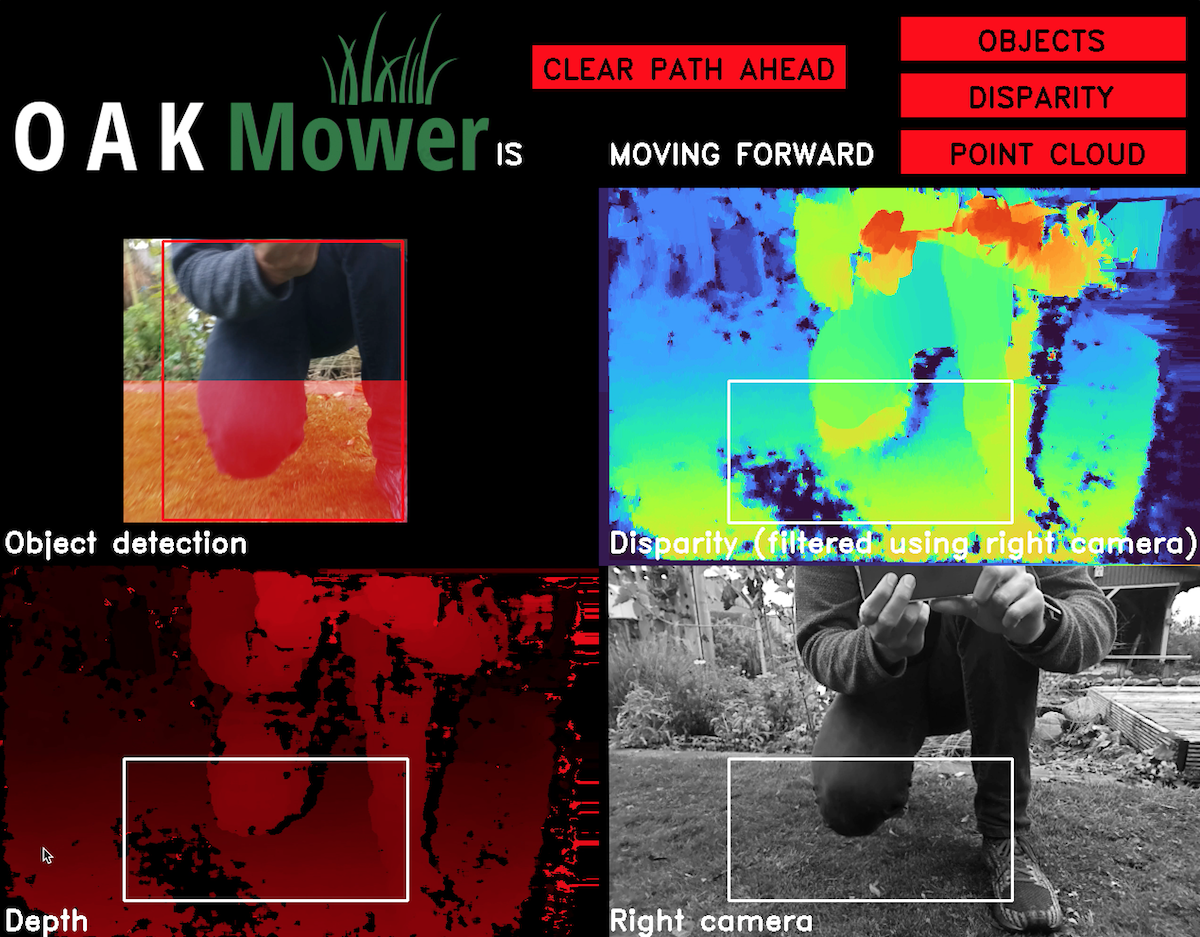 OAK Mower IS
CLEAR PATH AHEAD
MOVING FORWARD
OBJECTS
DISPARITY
POINT CLOUD
Object detection
Disparity (filtered using right camera)
Depth
Right camera